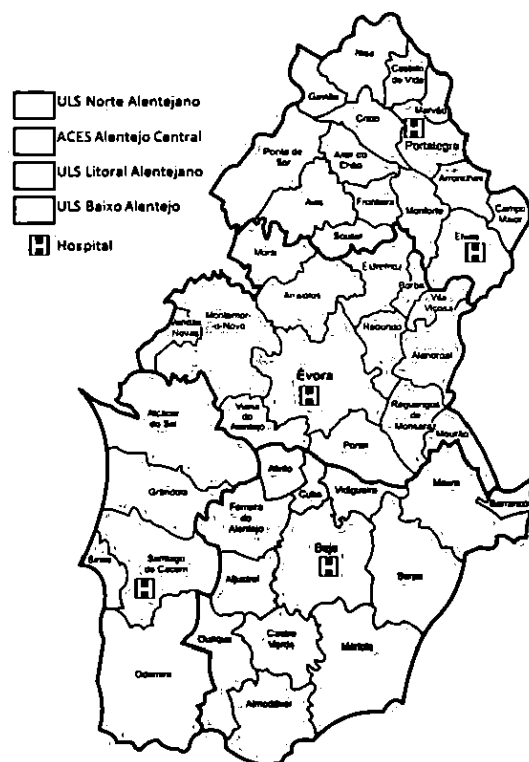 ULS Norte Alentejano
ACES Alentejo Central
ULS Litoral Alentejano
ULS Baixo Alentejo
H Hospital
Nisa
Castelo
de Vide
Gavião
Marvão
Crato
H
Portalegre
Ponte de
Sor
Alter do
Chão
Arronches
Avis
Fronteira
Monforte
Campo
Maior
Elvas
H
Sousel
Mora
Estremoz
Arraiolos
Borba
Vila
Viçosa
Montemor-
o-Novo
Vendas
Novas
Redondo
Alandroal
Évora
H
Alcácer
do Sal
Viana
do
Alentejo
Reguengos
de
Monsaraz
Mourão
Portel
Alvito
Cuba
Vidigueira
Moura
Barrancos
Grândola
Ferreira
do
Alentejo
Beja
H
Sines
Santiago
do Cacém
H
Aljustrel
Serpa
Ourique
Castro
Verde
Mértola
Odemira
Almodôvar